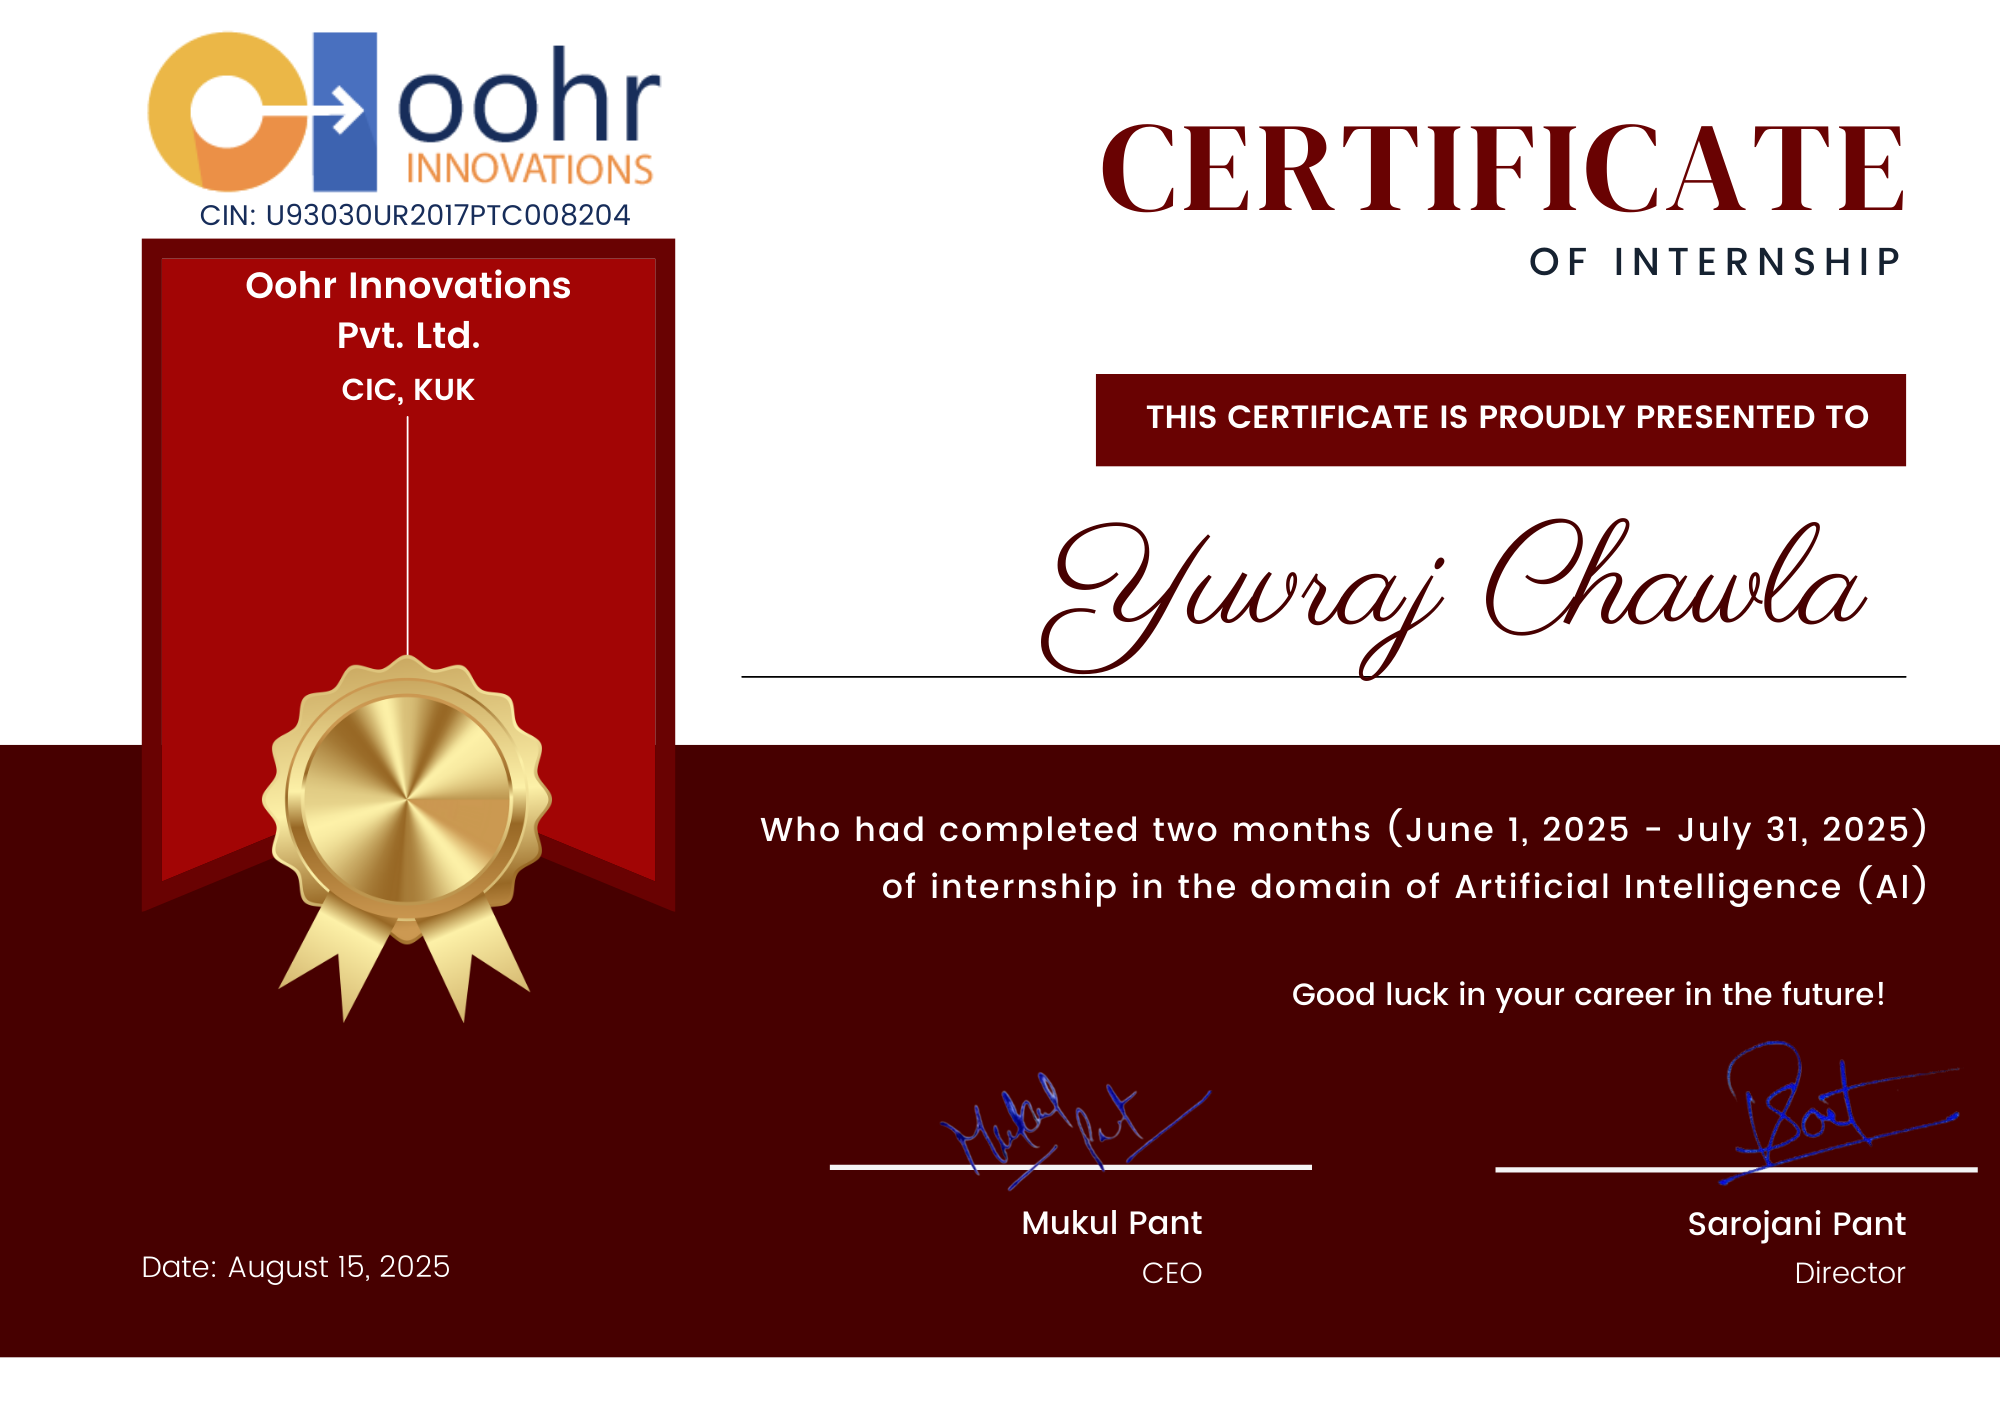 oohr
INNOVATIONS
CIN: U93030UR2017PTC008204
Oohr Innovations
Pvt. Ltd.
CIC, KUK
CERTIFICATE
OF INTERNSHIP
THIS CERTIFICATE IS PROUDLY PRESENTED TO
Yuvraj Chawla
Who had completed two months (June 1, 2025 - July 31, 2025)
of internship in the domain of Artificial Intelligence (AI)
Good luck in your career in the future!
Mukul Pant
Pant
Mukul Pant
CEO
Sarojani Pant
Director
Date: August 15, 2025